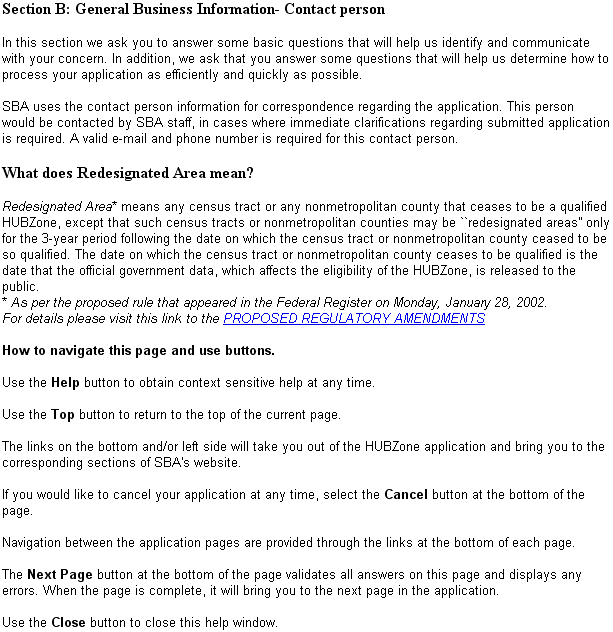 Section B: General Business Information- Contact person
In this section we ask you to answer some basic questions that will help us identify and communicate
with your concern. In addition, we ask that you answer some questions that will help us determine how to
process your application as efficiently and quickly as possible.
SBA uses the contact person information for correspondence regarding the application. This person
would be contacted by SBA staff, in cases where immediate clarifications regarding submitted application
is required. A valid e-mail and phone number is required for this contact person.
What does Redesignated Area mean?
Redesignated Area* means any census tract or any nonmetropolitan county that ceases to be a qualified
HUBZone, except that such census tracts or nonmetropolitan counties may be ``redesignated areas'' only
for the 3-year period following the date on which the census tract or nonmetropolitan county ceased to be
so qualified. The date on which the census tract or nonmetropolitan county ceases to be qualified is the
date that the official government data, which affects the eligibility of the HUBZone, is released to the
public.
* As per the proposed rule that appeared in the Federal Register on Monday, January 28, 2002.
For details please visit this link to the PROPOSED REGULATORY AMENDMENTS
How to navigate this page and use buttons.
Use the Help button to obtain context sensitive help at any time.
Use the Top button to return to the top of the current page.
The links on the bottom and/or left side will take you out of the HUBZone application and bring you to the
corresponding sections of SBA's website.
If you would like to cancel your application at any time, select the Cancel button at the bottom of the
page.
Navigation between the application pages are provided through the links at the bottom of each page.
The Next Page button at the bottom of the page validates all answers on this page and displays any
errors. When the page is complete, it will bring you to the next page in the application.
Use the Close button to close this help window.